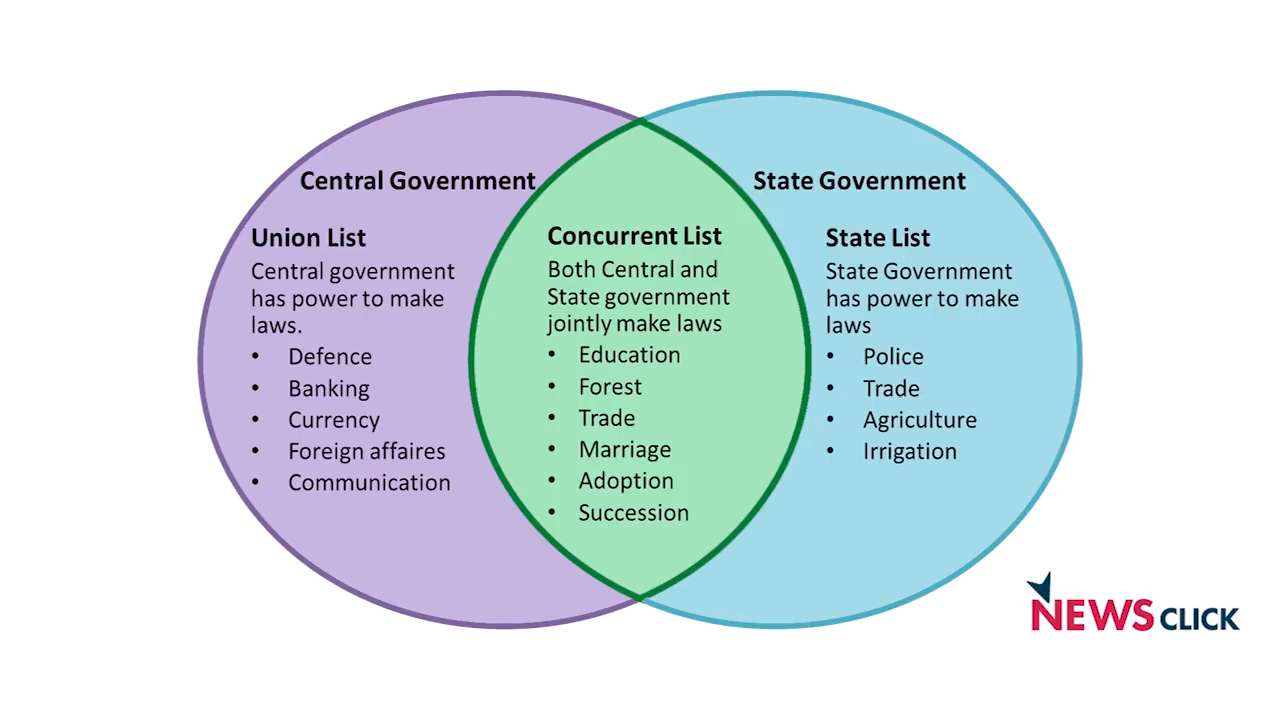 Central Government
Union List
Central government
has power to make
laws.
• Defence
• Banking
• Currency
• Foreign affaires
• Communication
Concurrent List
Both Central and
State government
jointly make laws
• Education
• Forest
• Trade
• Marriage
• Adoption
• Succession
State Government
State List
State Government
has power to make
laws
• Police
• Trade
• Agriculture
• Irrigation
NEWSCLICK